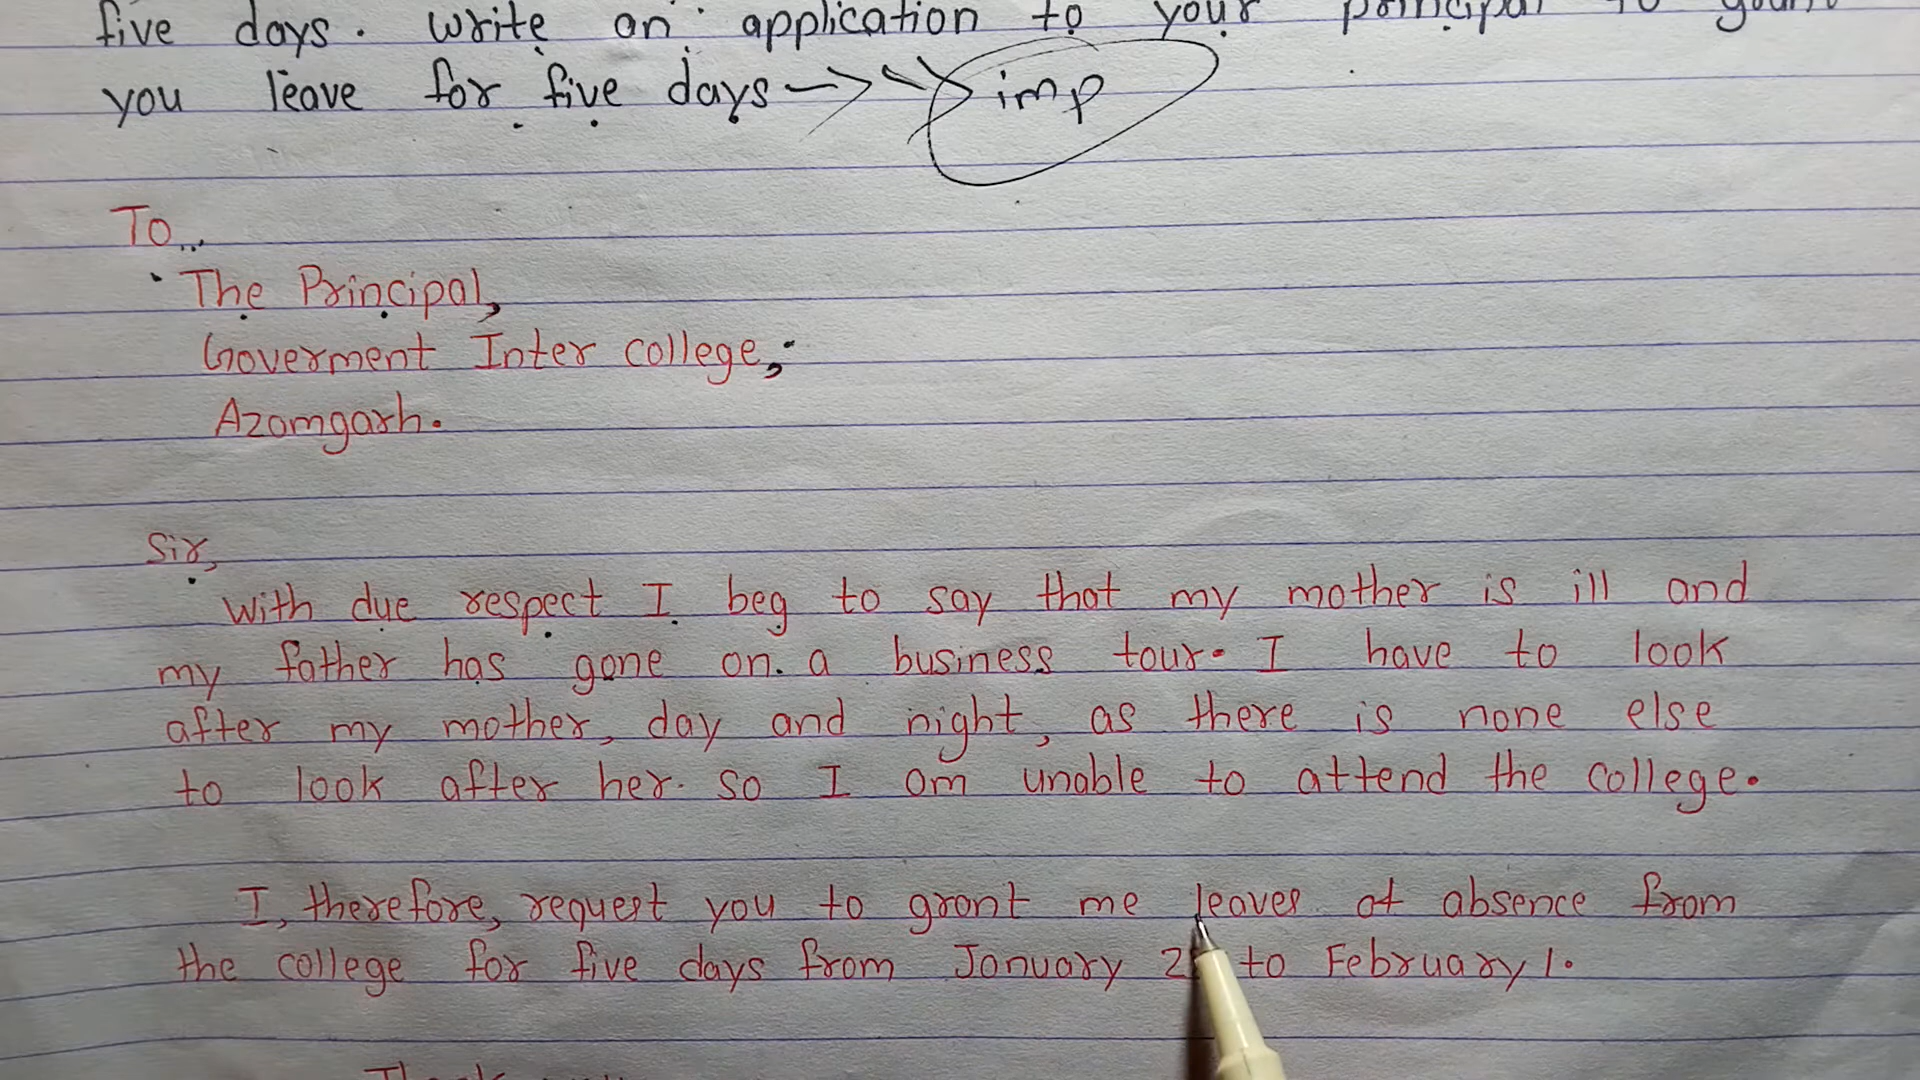 five days. Write an application to your principal to
you leave for five days → imp
To
The Principal,
Goverment Inter college,
Azamgarh.
Sir,
With due respect I beg to say that my mother is ill and
my father has gone on a business tour. I have to look
after my mother, day and night, as there is none else
to look after her. so I am unable to attend the college.
I, therefore, request you to grant me leaves of absence from
the college for five days from January to February 1.